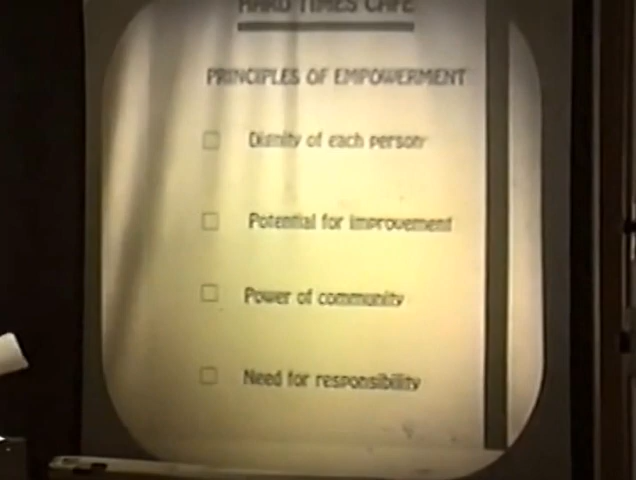 HARD TIMES CAFE
PRINCIPLES OF EMPOWERMENT
Dignity of each person
Potential for improvement
Power of community
Need for responsibility